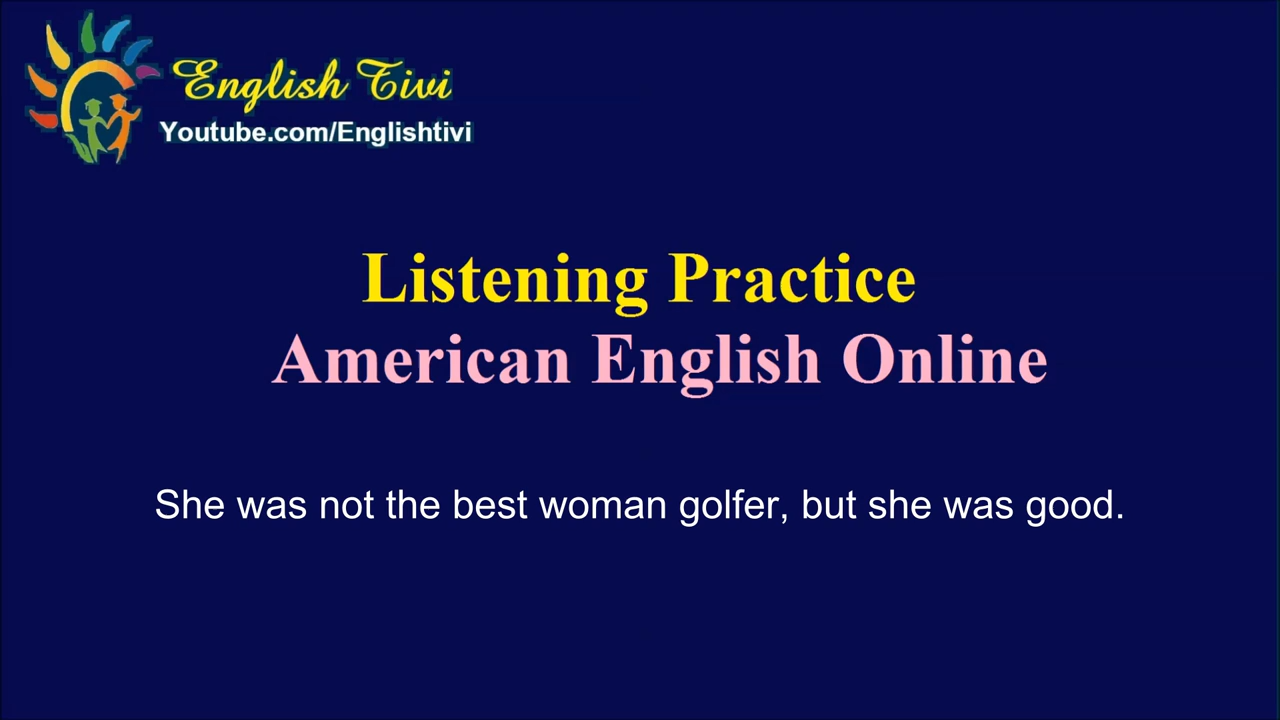 English Tivi
Youtube.com/Englishtivi
Listening Practice
American English Online
She was not the best woman golfer, but she was good.